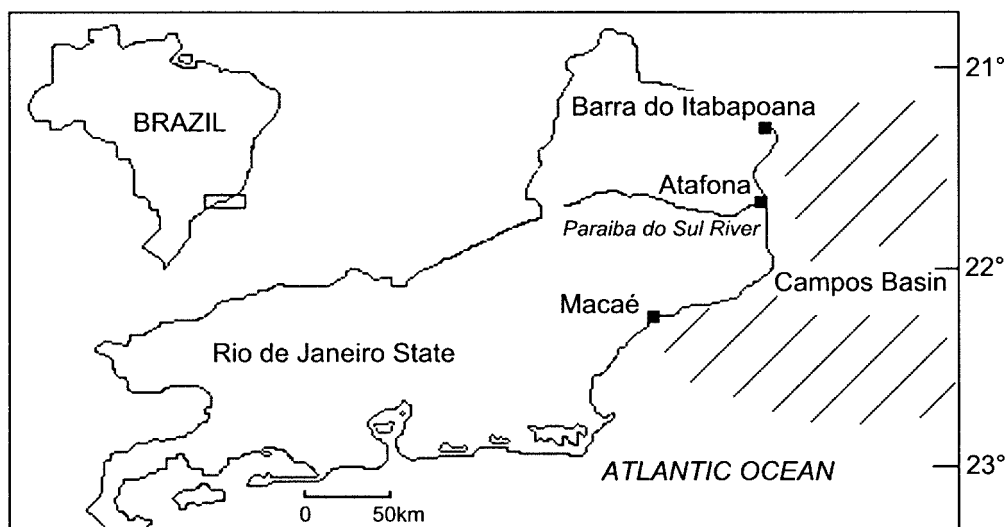 21°
BRAZIL
Barra do Itabapoana
Atafona
Paraiba do Sul River
22°
Campos Basin
Macaé
Rio de Janeiro State
ATLANTIC OCEAN
23°
0 50km